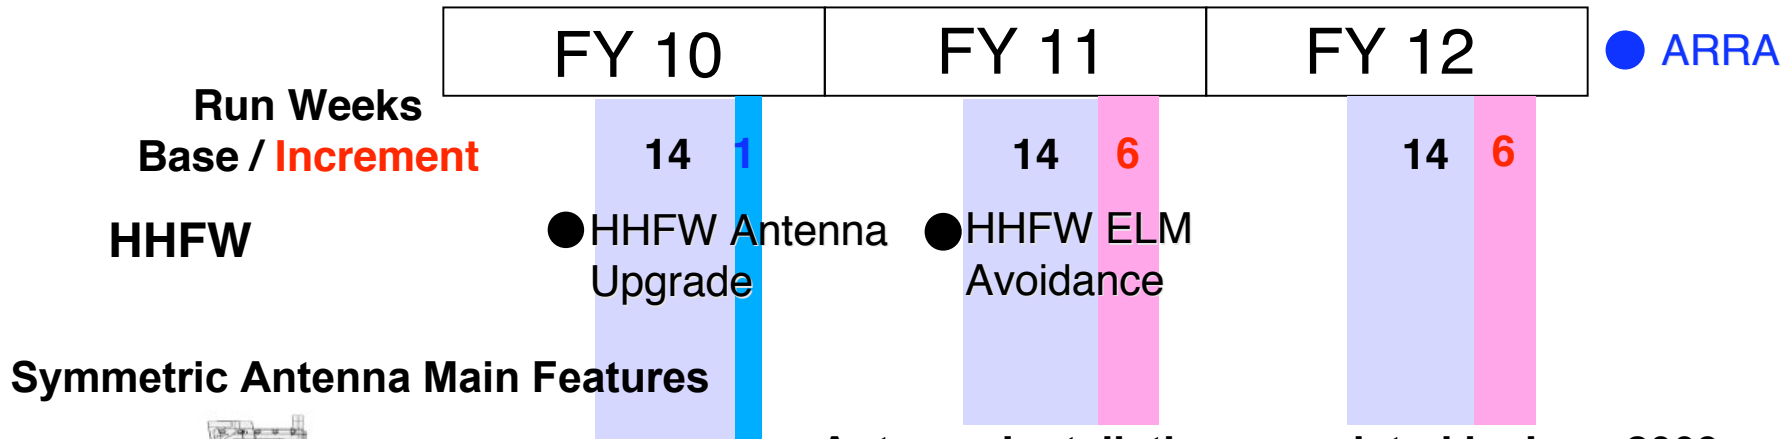 FY 10 FY 11 FY 12 ARRA
Run Weeks
Base / Increment 14 1 14 6 14 6
HHFW HHFW Antenna HHFW ELM
Upgrade Avoidance
Symmetric Antenna Main Features